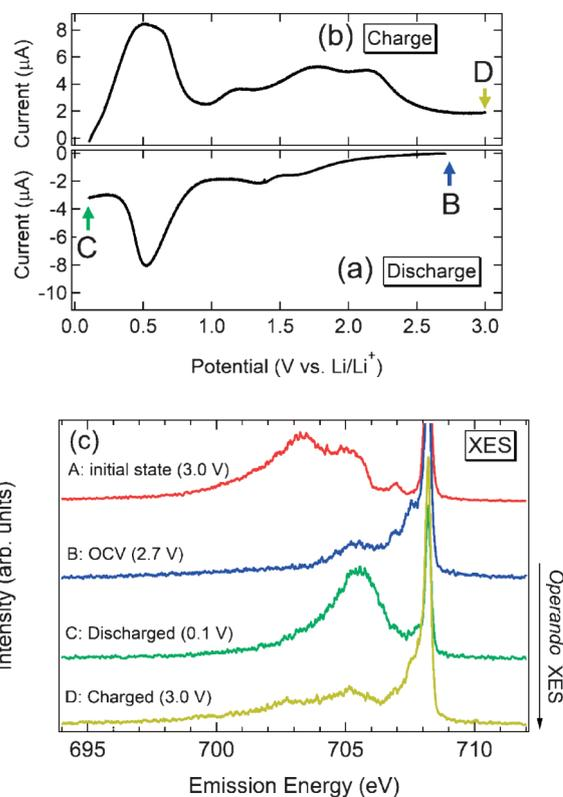 (b) Charge
Current (μA)
8
6
4
2
0
D
Current (μA)
0
-2
-4
-6
-8
-10
C
B
(a) Discharge
0.0 0.5 1.0 1.5 2.0 2.5 3.0
Potential (V vs. Li/Li+)
(c) XES
A: initial state (3.0 V)
B: OCV (2.7 V)
C: Discharged (0.1 V)
D: Charged (3.0 V)
Intensity (arb. units)
Operando XES
695 700 705 710
Emission Energy (eV)